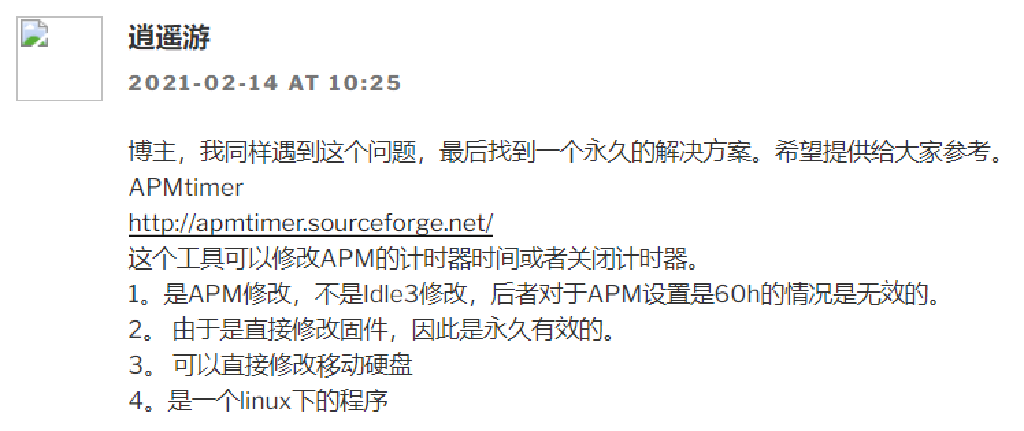 逍遥游
2021-02-14 AT 10:25
博主，我同样遇到这个问题，最后找到一个永久的解决方案。希望提供给大家参考。
APMtimer
http://apmtimer.sourceforge.net/
这个工具可以修改APM的计时器时间或者关闭计时器。
1。是APM修改，不是Idle3修改，后者对于APM设置是60h的情况是无效的。
2。 由于是直接修改固件，因此是永久有效的。
3。 可以直接修改移动硬盘
4。是一个linux下的程序